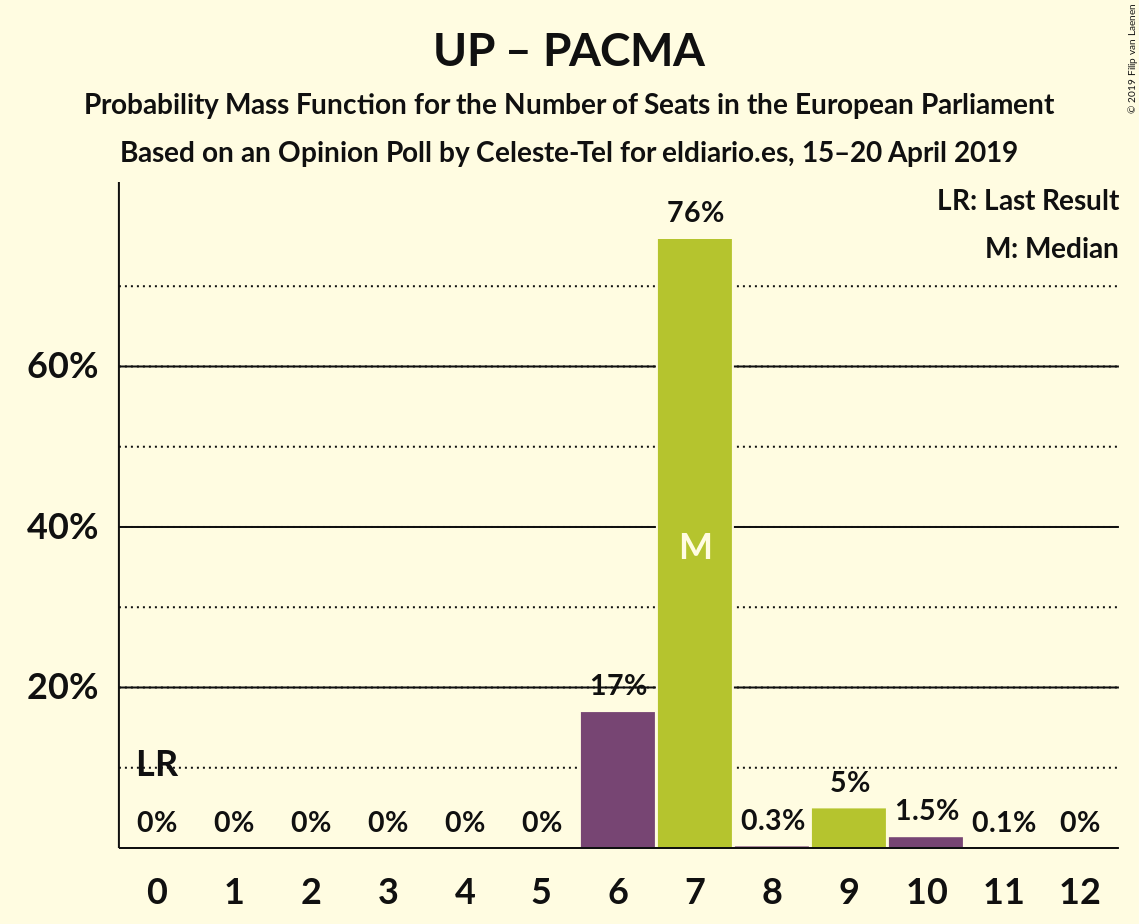 UP – PACMA
Probability Mass Function for the Number of Seats in the European Parliament
Based on an Opinion Poll by Celeste-Tel for eldiario.es, 15–20 April 2019
© 2019 Filip van Laenen
LR: Last Result
M: Median
76%
60%
40%
M
20%
17%
LR
0%
0%
0%
0%
0%
0%
0.3%
5%
1.5%
0.1%
0%
0 1 2 3 4 5 6 7 8 9 10 11 12